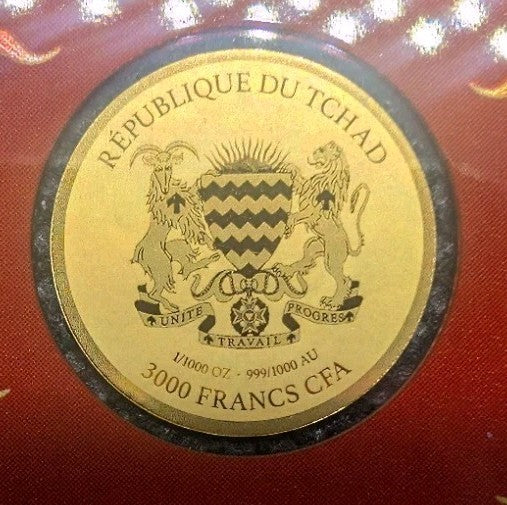 RÉPUBLIQUE DU TCHAD
UNITE TRAVAIL PROGRES
1/1000 OZ - 999/1000 AU
3000 FRANCS CFA